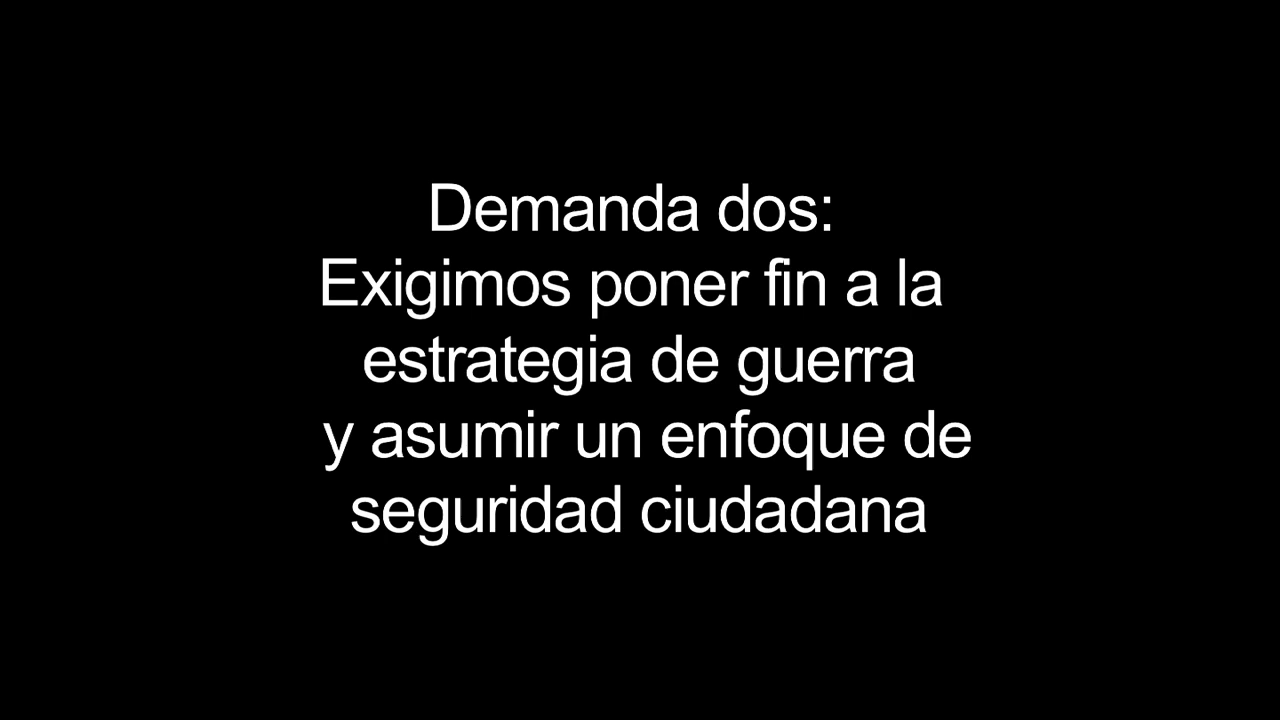 Demanda dos:
Exigimos poner fin a la
estrategia de guerra
y asumir un enfoque de
seguridad ciudadana